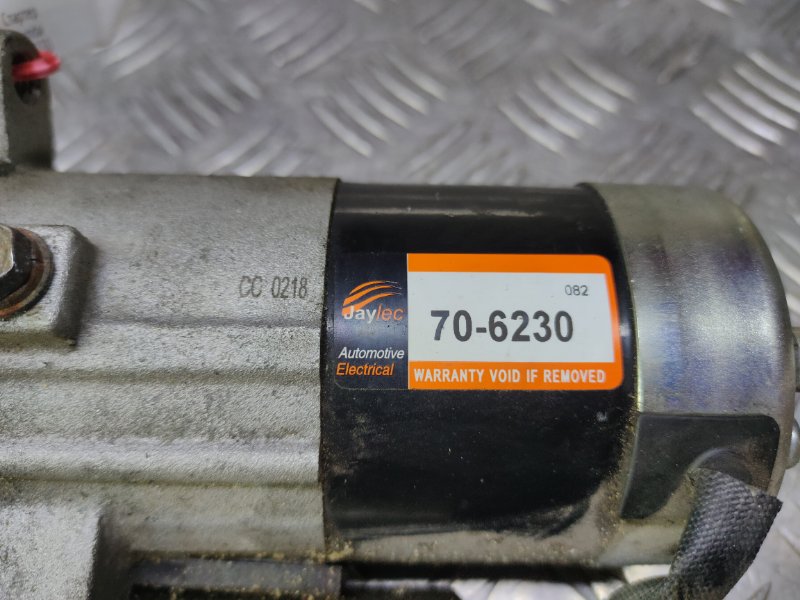 CC 0218
082
Jaylec
70-6230
Automotive
Electrical
WARRANTY VOID IF REMOVED